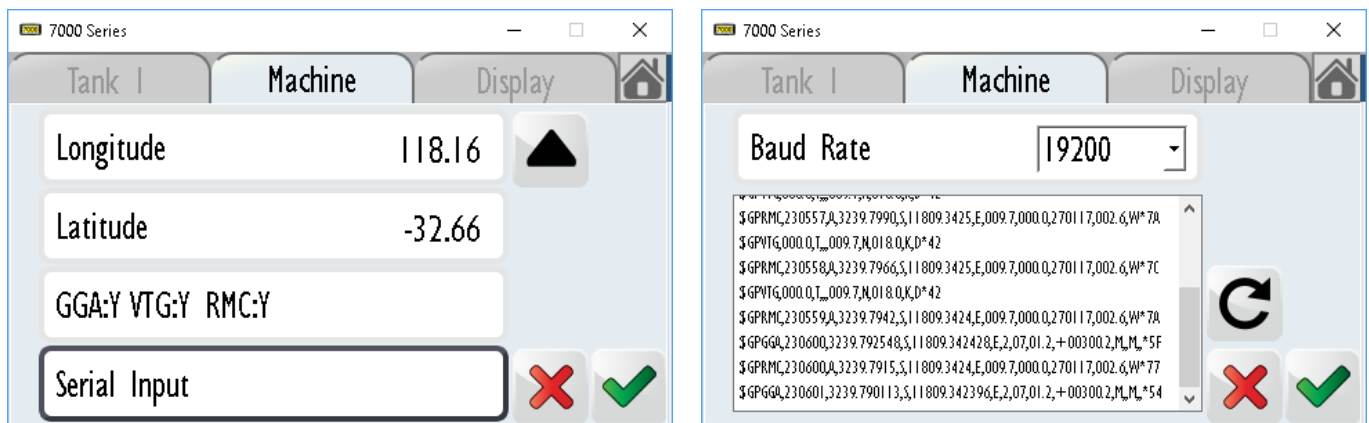 7000 Series
Tank 1
Machine
Display
Longitude 118.16
Latitude -32.66
GGA:Y VTG:Y RMC:Y
Serial Input
7000 Series
Tank 1
Machine
Display
Baud Rate 19200
$GPRMC,230557,A,3239.7990,S,11809.3425,E,009.7,000.0,270117,002.6,W*7A
$GPVTG,000.0,T,,,009.7,N,018.0,K,D*42
$GPRMC,230558,A,3239.7966,S,11809.3425,E,009.7,000.0,270117,002.6,W*7C
$GPVTG,000.0,T,,,009.7,N,018.0,K,D*42
$GPRMC,230559,A,3239.7942,S,11809.3424,E,009.7,000.0,270117,002.6,W*7A
$GPGGA,230600,3239.792548,S,11809.342428,E,2,07,01.2,+00300.2,M,,M,,*5F
$GPRMC,230600,A,3239.7915,S,11809.3424,E,009.7,000.0,270117,002.6,W*77
$GPGGA,230601,3239.790113,S,11809.342396,E,2,07,01.2,+00300.2,M,,M,,*54